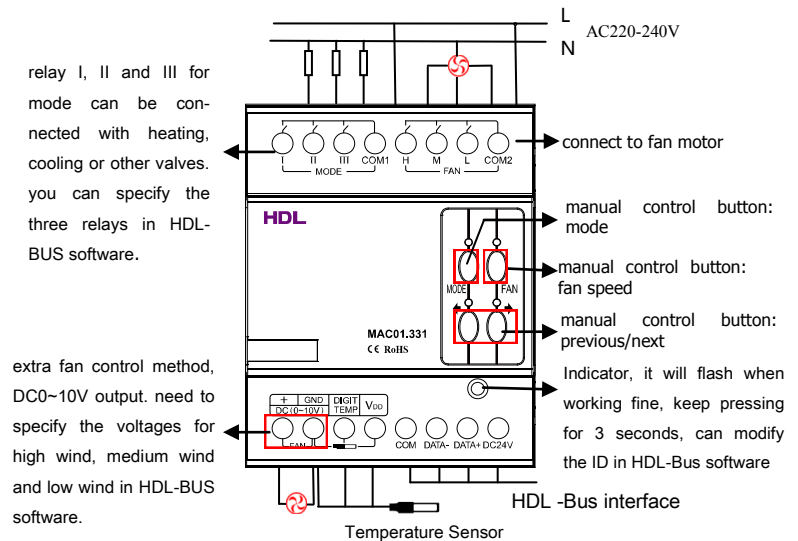 L
N
AC220-240V
relay I, II and III for
mode can be con-
nected with heating,
cooling or other valves.
you can specify the
three relays in HDL-
BUS software.
I II III COM1 H M L COM2
MODE FAN
connect to fan motor
HDL
manual control button:
mode
MODE FAN
manual control button:
fan speed
manual control button:
previous/next
MAC01.331
CE RoHS
extra fan control method,
DC0~10V output. need to
specify the voltages for
high wind, medium wind
and low wind in HDL-BUS
software.
+ GND DIGIT VDD
DC(0~10V) TEMP
FAN
COM DATA- DATA+ DC24V
Indicator, it will flash when
working fine, keep pressing
for 3 seconds, can modify
the ID in HDL-Bus software
HDL -Bus interface
Temperature Sensor